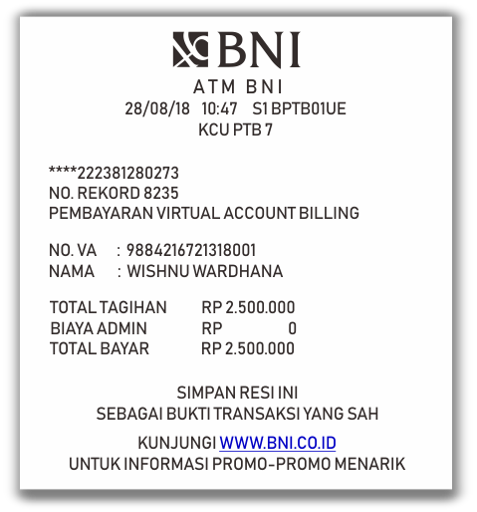 BNI
ATM BNI
28/08/18 10:47 S1 BPTB01UE
KCU PTB 7
****222381280273
NO. REKORD 8235
PEMBAYARAN VIRTUAL ACCOUNT BILLING
NO. VA : 9884216721318001
NAMA : WISHNU WARDHANA
TOTAL TAGIHAN RP 2.500.000
BIAYA ADMIN RP 0
TOTAL BAYAR RP 2.500.000
SIMPAN RESI INI
SEBAGAI BUKTI TRANSAKSI YANG SAH
KUNJUNGI WWW.BNI.CO.ID
UNTUK INFORMASI PROMO-PROMO MENARIK